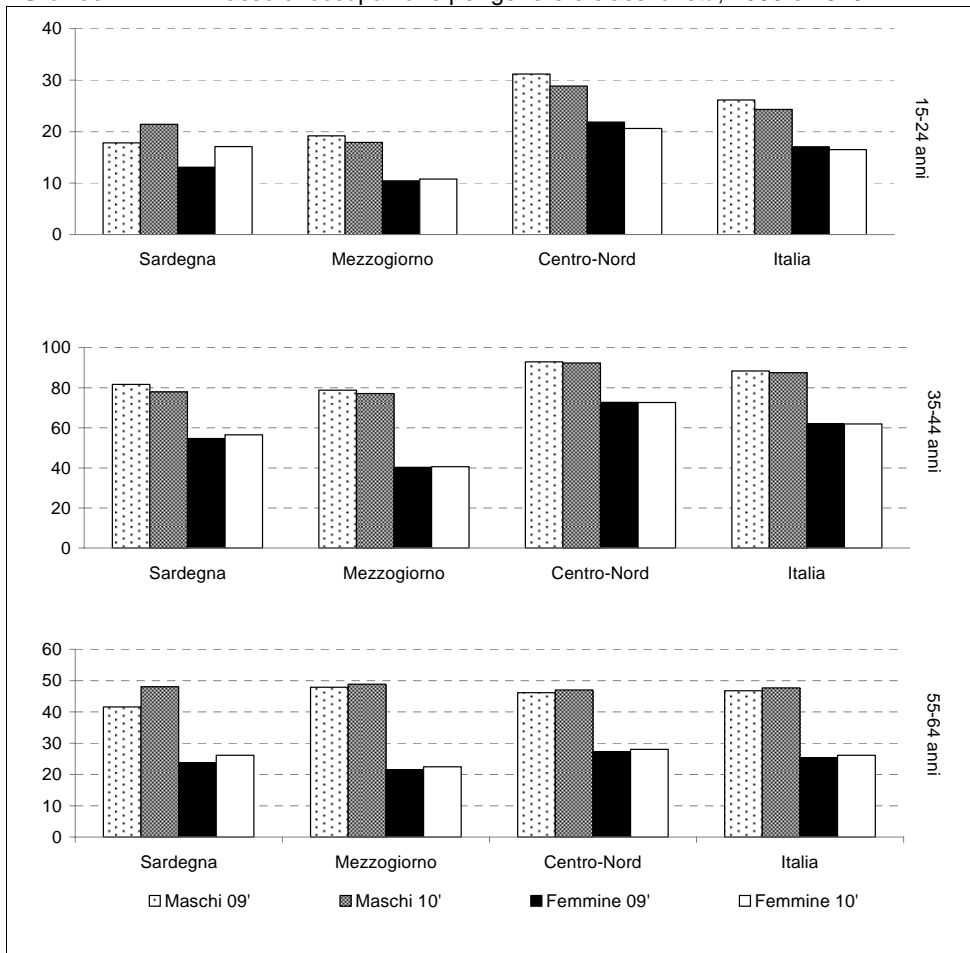 40
30
20
10
0
Sardegna Mezzogiorno Centro-Nord Italia
15-24 anni
100
80
60
40
20
0
Sardegna Mezzogiorno Centro-Nord Italia
35-44 anni
60
50
40
30
20
10
0
Sardegna Mezzogiorno Centro-Nord Italia
55-64 anni
Maschi 09' Maschi 10' Femmine 09' Femmine 10'